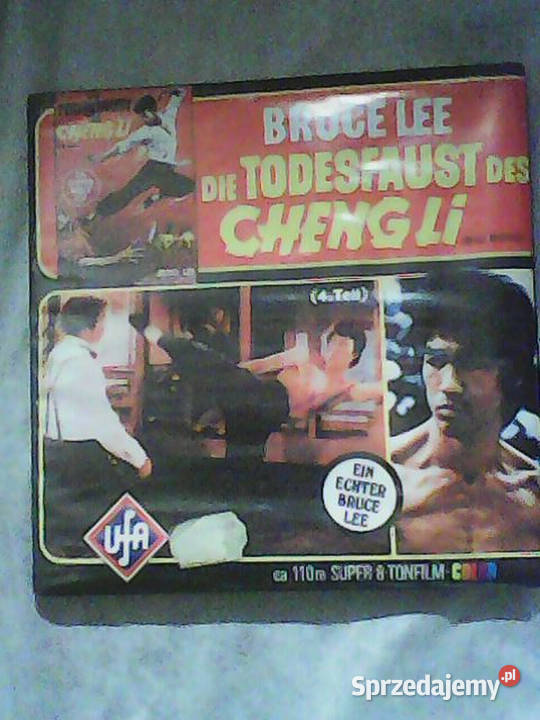 BRUCE LEE
DIE TODESFAUST DES
CHENG Li
CHENG Li
(4. Teil)
EIN
ECHTER
BRUCE
LEE
UFA
ca 110m SUPER 8 TONFILM-COLOR
Sprzedajemy.pl